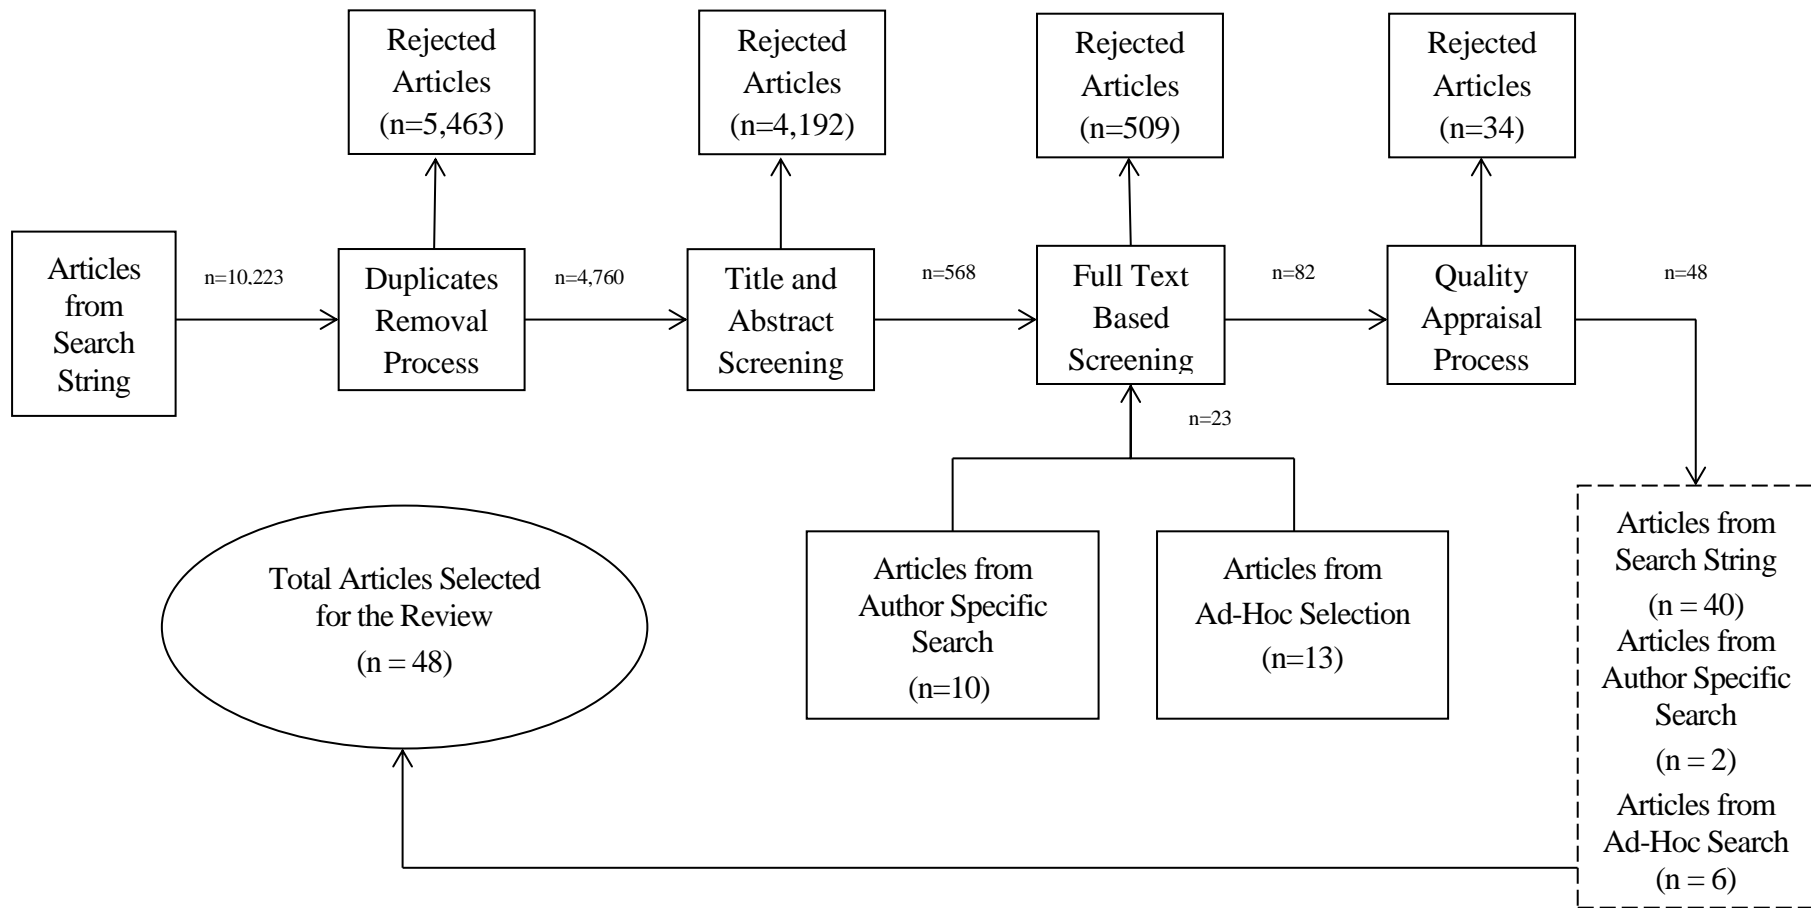 Rejected
Articles
(n=5,463)
Rejected
Articles
(n=4,192)
Rejected
Articles
(n=509)
Rejected
Articles
(n=34)
Articles
from
Search
String
n=10,223
Duplicates
Removal
Process
n=4,760
Title and
Abstract
Screening
n=568
Full Text
Based
Screening
n=82
Quality
Appraisal
Process
n=48
n=23
Total Articles Selected
for the Review
(n = 48)
Articles from
Author Specific
Search
(n=10)
Articles from
Ad-Hoc Selection
(n=13)
Articles from
Search String
(n = 40)
Articles from
Author Specific
Search
(n = 2)
Articles from
Ad-Hoc Search
(n = 6)